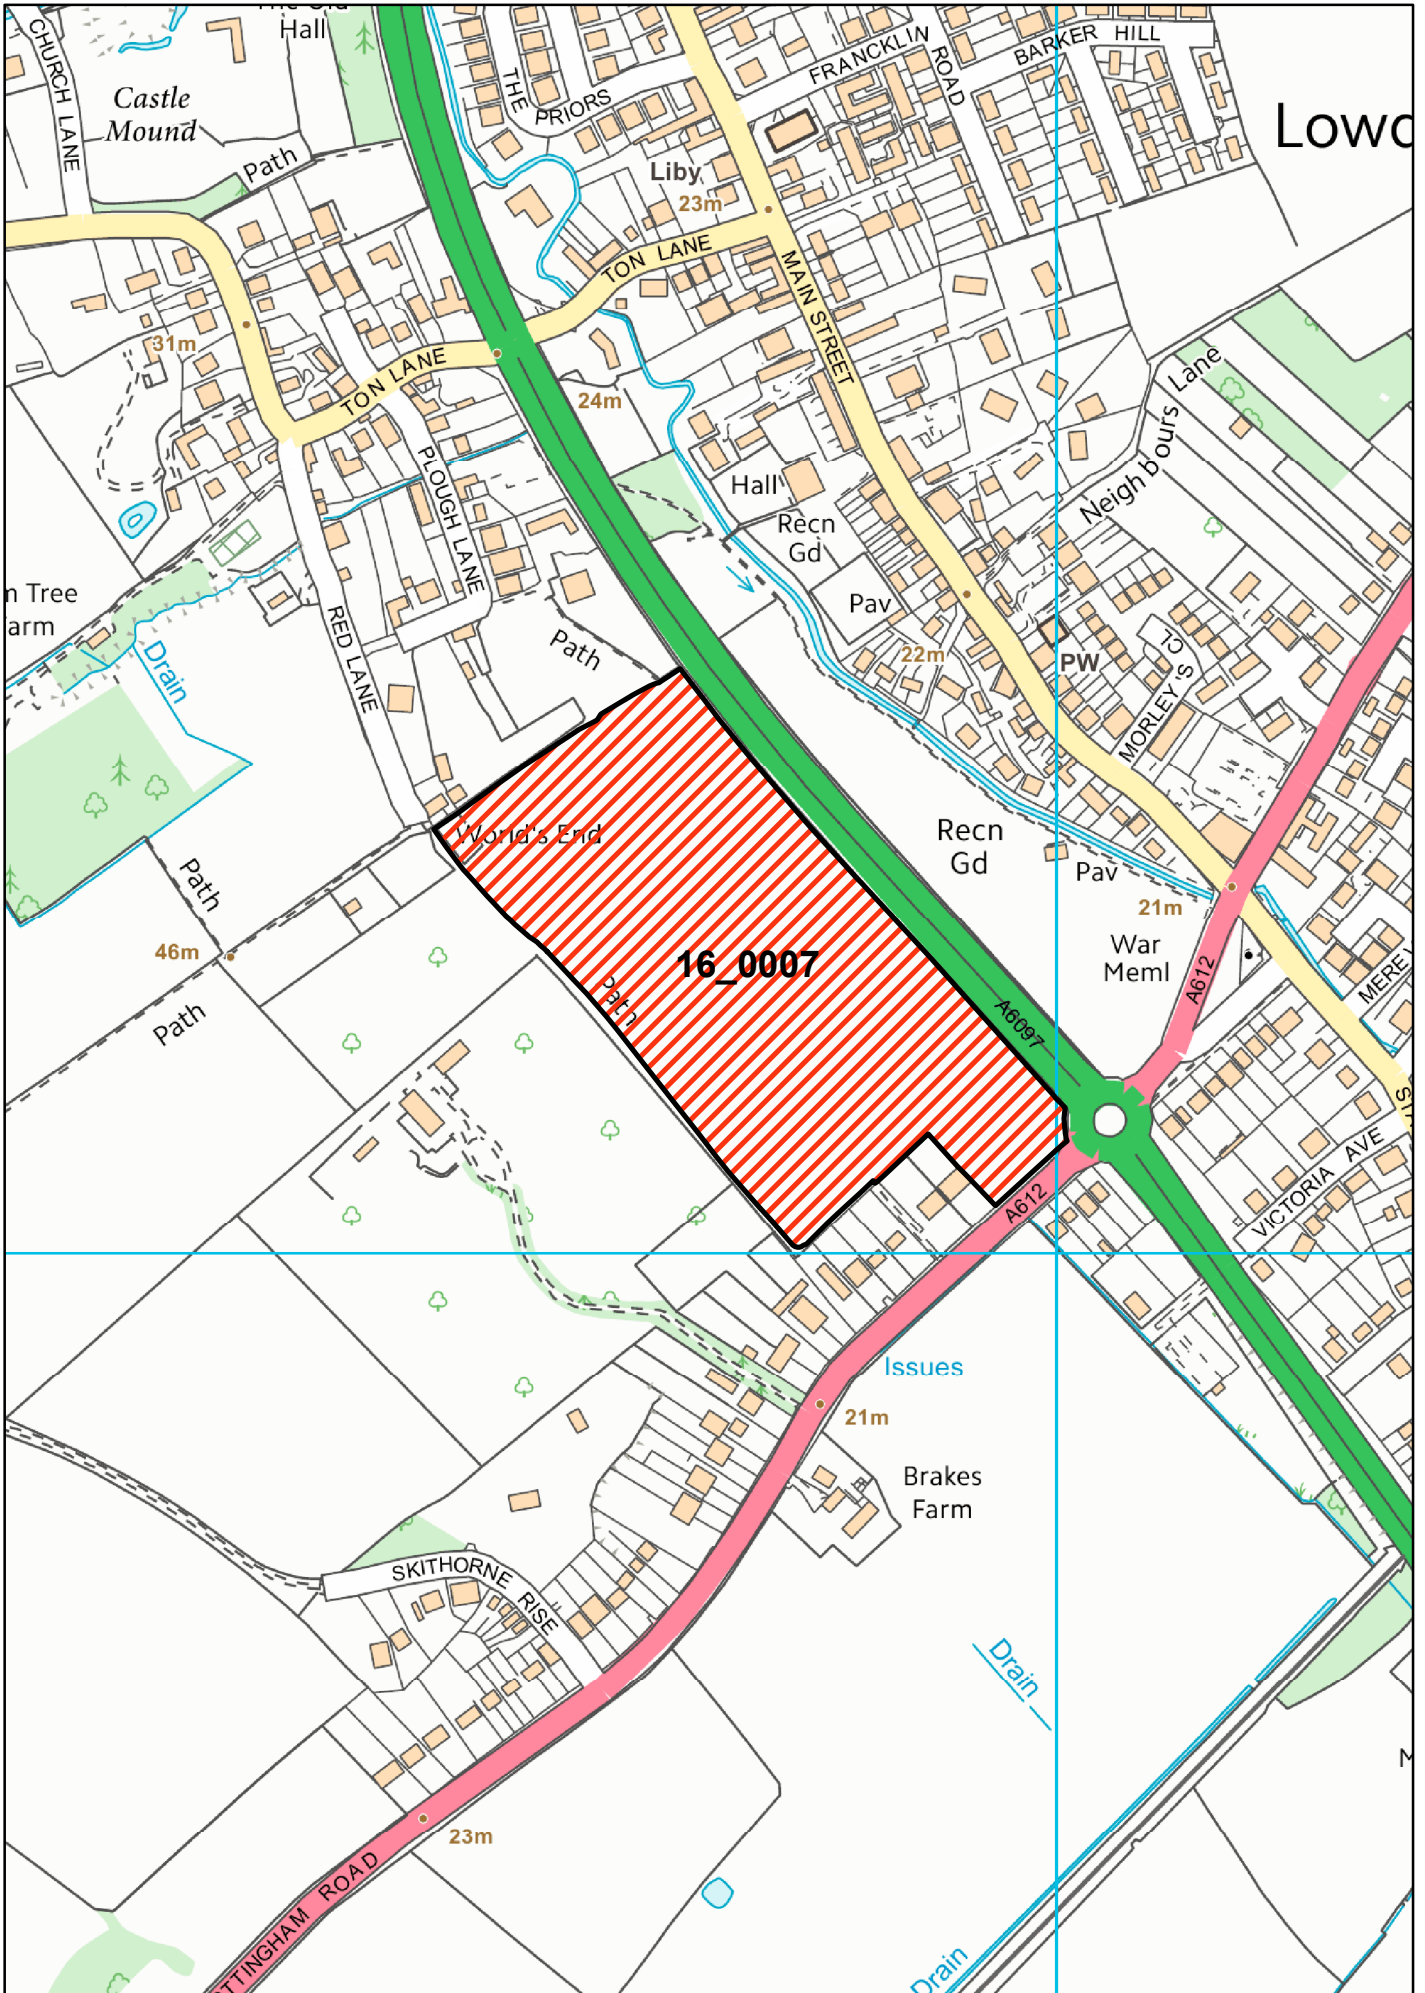 Hall
CHURCH LANE
Castle
Mound
Path
THE
PRIORS
FRANCKLIN
ROAD
BARKER HILL
Lowd
Liby
23m
TON LANE
MAIN STREET
31m
TON LANE
24m
Neighbours Lane
PLOUGH LANE
Hall
Recn
Gd
Tree
arm
Pav
RED LANE
Path
Drain
22m
PW
MORLEY'S CL
World's End
Recn
Gd
Pav
Path
21m
46m
16_0007
War
Meml
A612
MERE
Path
Path
A6097
VICTORIA AVE
A612
Issues
21m
Brakes
Farm
SKITHORNE RISE
Drain
23m
TTINGHAM ROAD
Drain